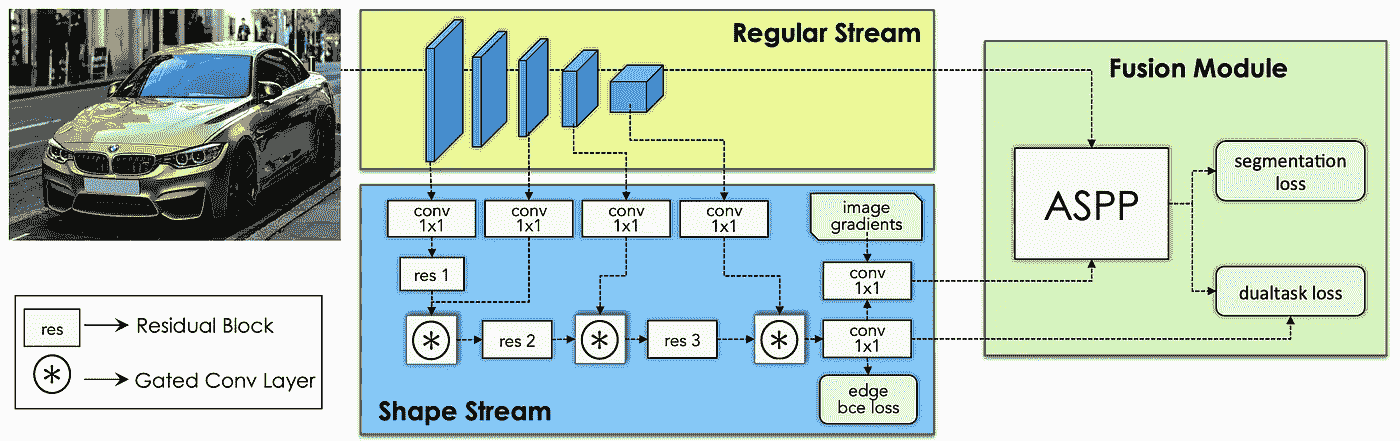 Regular Stream
Fusion Module
ASPP
segmentation
loss
dualtask loss
conv
1x1
conv
1x1
conv
1x1
conv
1x1
image
gradients
res 1
conv
1x1
*
res 2
*
res 3
*
conv
1x1
edge
bce loss
Shape Stream
res
Residual Block
*
Gated Conv Layer